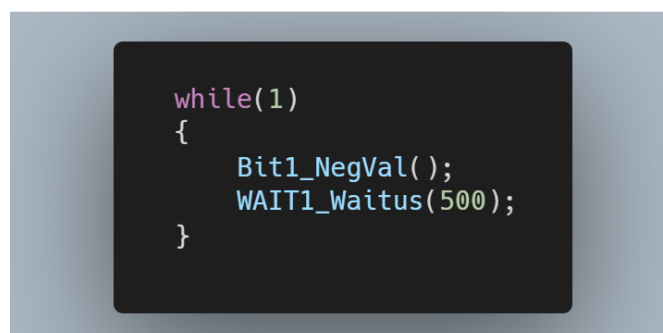 while(1)
{
    Bit1_NegVal();
    WAIT1_Waitus(500);
}